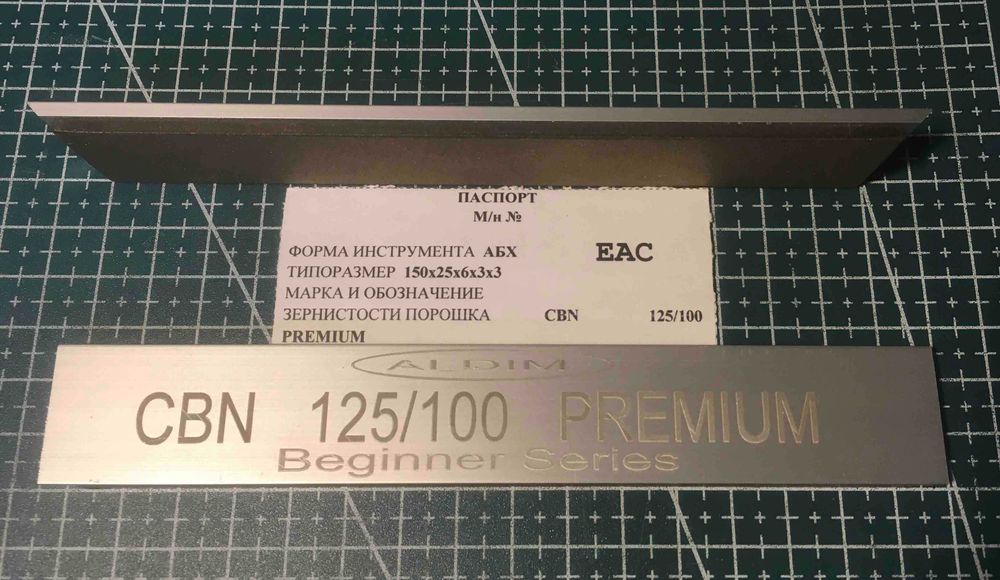 ПАСПОРТ
М/н №
ФОРМА ИНСТРУМЕНТА АБХ
EAC
ТИПОРАЗМЕР 150х25х6х3х3
МАРКА И ОБОЗНАЧЕНИЕ
ЗЕРНИСТОСТИ ПОРОШКА CBN 125/100
PREMIUM
ALDIM
CBN 125/100 PREMIUM
Beginner Series